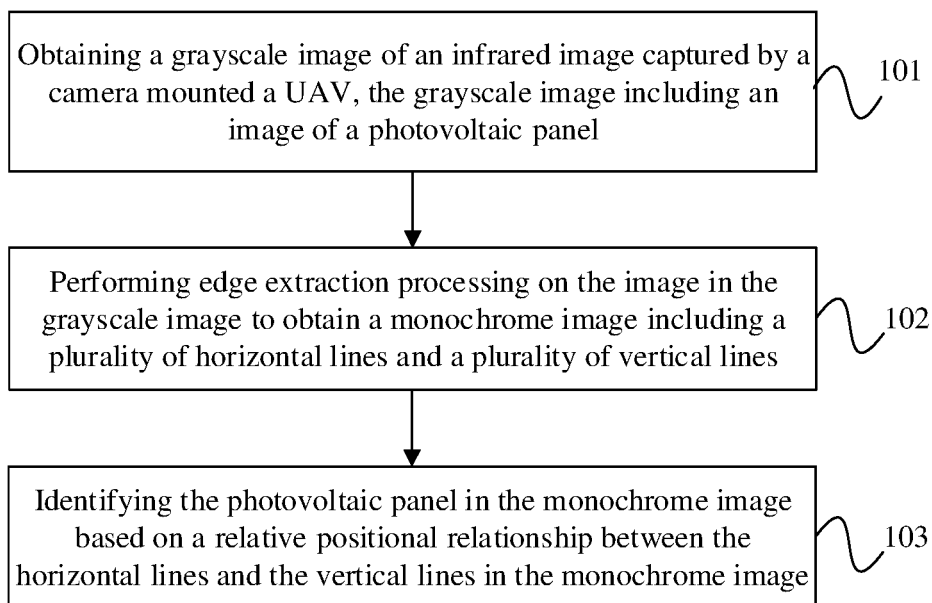 Obtaining a grayscale image of an infrared image captured by a
camera mounted a UAV, the grayscale image including an
image of a photovoltaic panel
101
Performing edge extraction processing on the image in the
grayscale image to obtain a monochrome image including a
plurality of horizontal lines and a plurality of vertical lines
102
Identifying the photovoltaic panel in the monochrome image
based on a relative positional relationship between the
horizontal lines and the vertical lines in the monochrome image
103